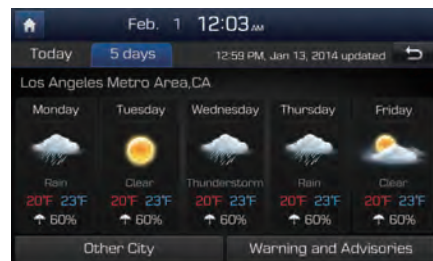 Feb. 1 12:03 AM
Today 5 days 12:59 PM, Jan 13, 2014 updated
Los Angeles Metro Area,CA
Monday Tuesday Wednesday Thursday Friday
Rain Clear Thunderstorm Rain Clear
20°F 23°F 20°F 23°F 20°F 23°F 20°F 23°F 20°F 23°F
60% 60% 60% 60% 60%
Other City Warning and Advisories